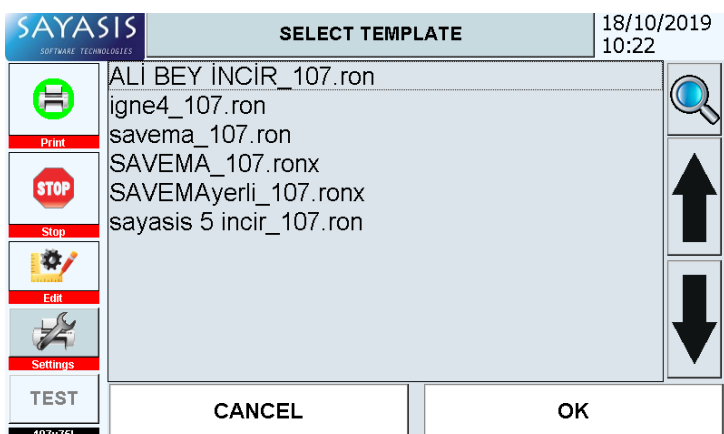 SAYASIS
SOFTWARE TECHNOLOGIES
SELECT TEMPLATE
18/10/2019
10:22
ALİ BEY İNCİR_107.ron
igne4_107.ron
savema_107.ron
SAVEMA_107.ronx
SAVEMAyerli_107.ronx
sayasis 5 incir_107.ron
Print
STOP
Stop
Edit
Settings
TEST
CANCEL
OK